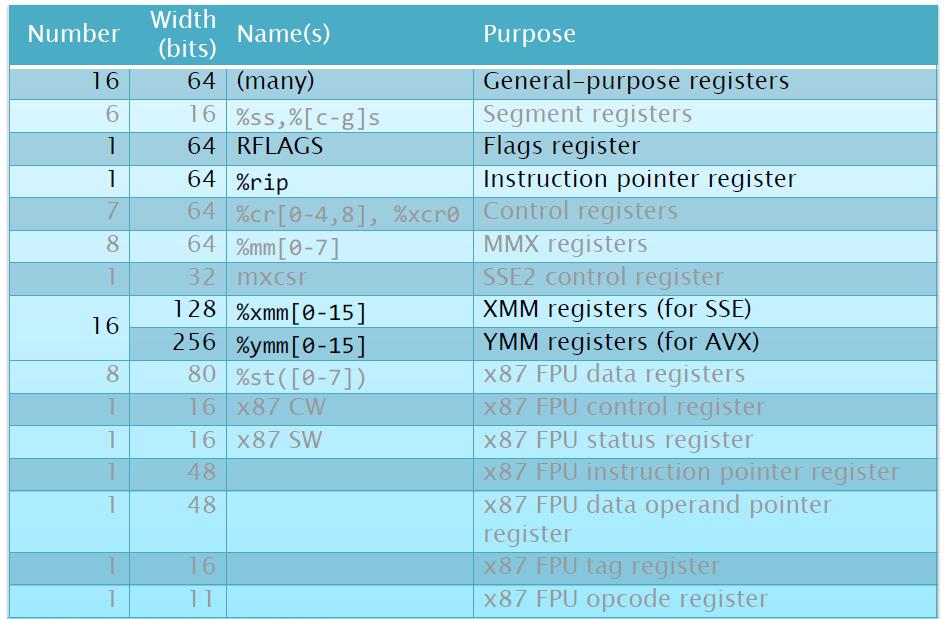 Number Width (bits) Name(s) Purpose
16 64 (many) General-purpose registers
6 16 %ss,%[c-g]s Segment registers
1 64 RFLAGS Flags register
1 64 %rip Instruction pointer register
7 64 %cr[0-4,8], %xcr0 Control registers
8 64 %mm[0-7] MMX registers
1 32 mxcsr SSE2 control register
16 128 %xmm[0-15] XMM registers (for SSE)
256 %ymm[0-15] YMM registers (for AVX)
8 80 %st([0-7]) x87 FPU data registers
1 16 x87 CW x87 FPU control register
1 16 x87 SW x87 FPU status register
1 48 x87 FPU instruction pointer register
1 48 x87 FPU data operand pointer
register
1 16 x87 FPU tag register
1 11 x87 FPU opcode register